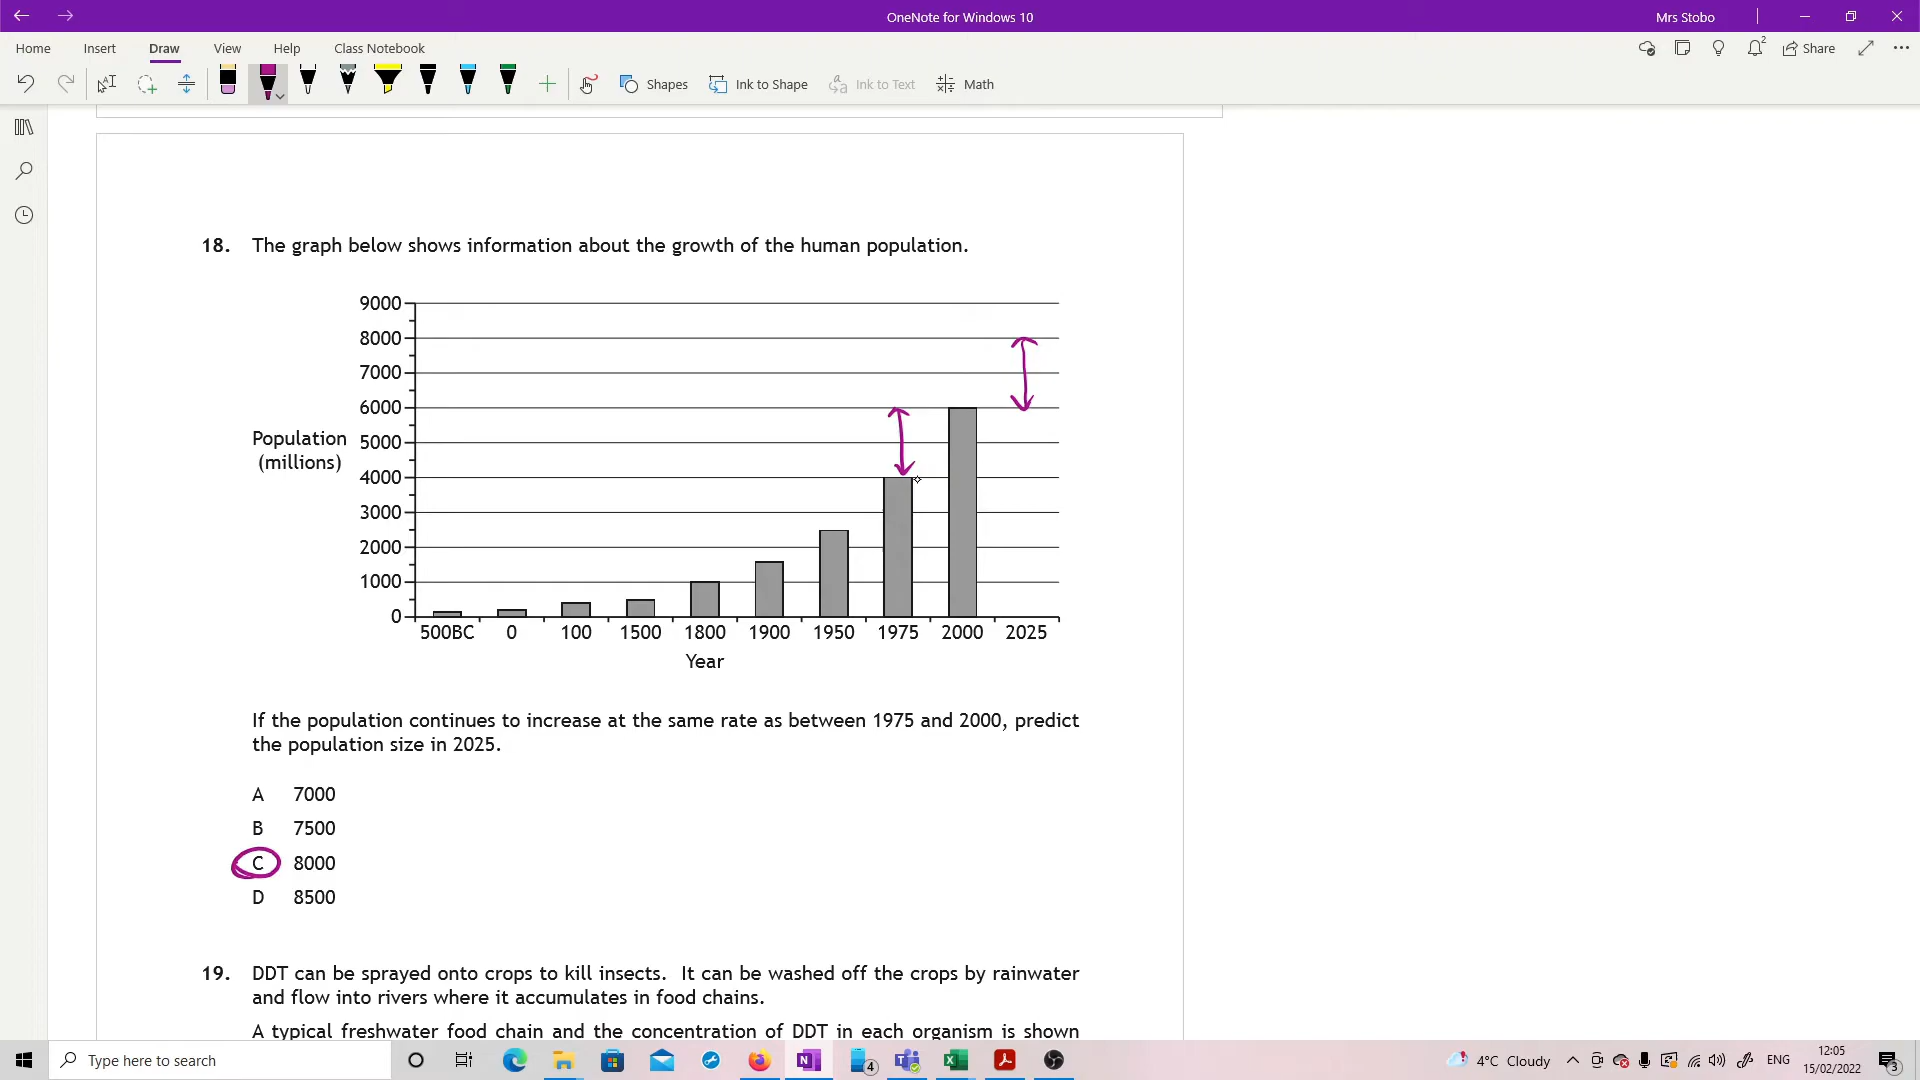 OneNote for Windows 10
Mrs Stobo
Home Insert Draw View Help Class Notebook
2
Share
Shapes Ink to Shape Ink to Text Math
18. The graph below shows information about the growth of the human population.
9000
8000
7000
6000
5000
4000
3000
2000
1000
0
Population
(millions)
500BC 0 100 1500 1800 1900 1950 1975 2000 2025
Year
If the population continues to increase at the same rate as between 1975 and 2000, predict
the population size in 2025.
A 7000
B 7500
C 8000
D 8500
19. DDT can be sprayed onto crops to kill insects. It can be washed off the crops by rainwater
and flow into rivers where it accumulates in food chains.
A typical freshwater food chain and the concentration of DDT in each organism is shown
Type here to search
4
4°C Cloudy
ENG
12:05
15/02/2022
3